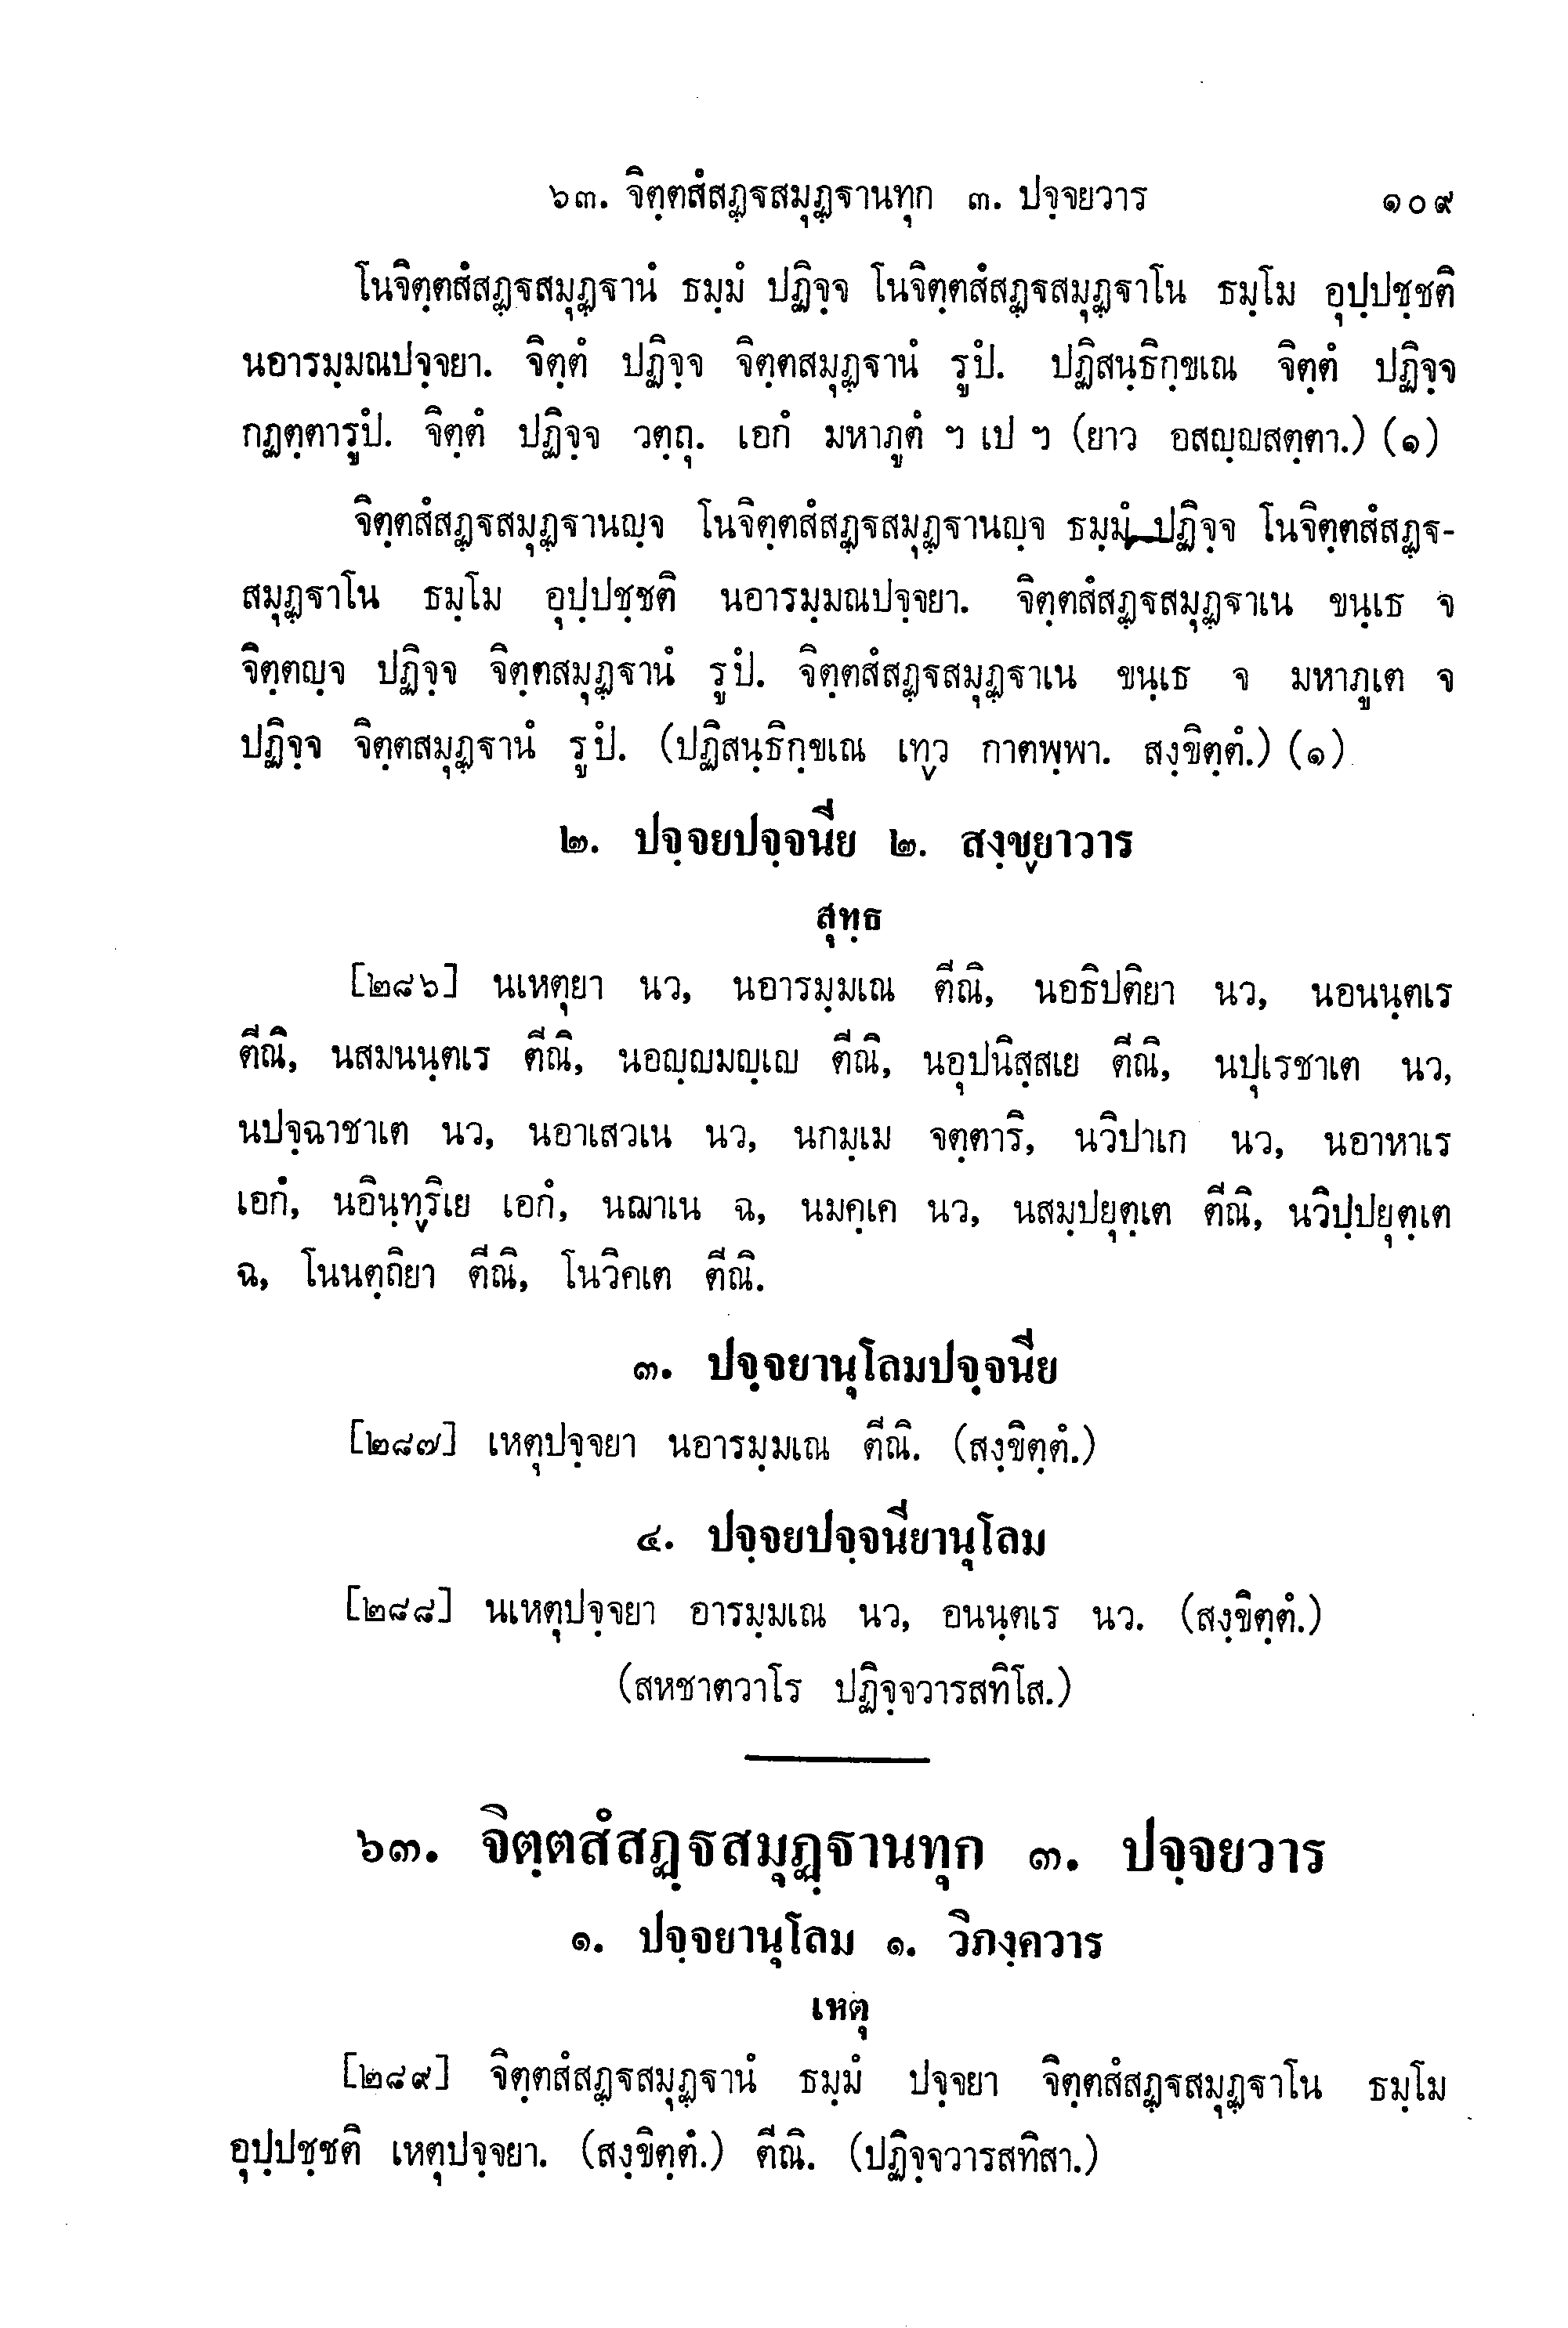 ๖๓. จิตฺตสํสฏฺฐสมุฏฺฐานทุก ๓. ปจฺจยวาร ๑๐๙
โนจิตฺตสํสฏฺฐสมุฏฺฐานํ ธมฺมํ ปฏิจฺจ โนจิตฺตสํสฏฺฐสมุฏฺฐาโน ธมฺโม อุปฺปชฺชติ
นอารมฺมณปจฺจยา. จิตฺตํ ปฏิจฺจ จิตฺตสมุฏฺฐานํ รูปํ. ปฏิสนฺธิกฺขเณ จิตฺตํ ปฏิจฺจ
กฏตฺตารูปํ. จิตฺตํ ปฏิจฺจ วตฺถุ. เอกํ มหาภูตํ ฯ เป ฯ (ยาว อสญฺญสตฺตา.) (๑)
จิตฺตสํสฏฺฐสมุฏฺฐานญฺจ โนจิตฺตสํสฏฺฐสมุฏฺฐานญฺจ ธมฺมํ ปฏิจฺจ โนจิตฺตสํสฏฺฐ-
สมุฏฺฐาโน ธมฺโม อุปฺปชฺชติ นอารมฺมณปจฺจยา. จิตฺตสํสฏฺฐสมุฏฺฐาเน ขนฺเธ จ
จิตฺตญฺจ ปฏิจฺจ จิตฺตสมุฏฺฐานํ รูปํ. จิตฺตสํสฏฺฐสมุฏฺฐาเน ขนฺเธ จ มหาภูเต จ
ปฏิจฺจ จิตฺตสมุฏฺฐานํ รูปํ. (ปฏิสนฺธิกฺขเณ เทฺว กาตพฺพา. สงฺขิตฺตํ.) (๑)
๒. ปจฺจยปจฺจนีย ๒. สงฺขฺยาวาร
สุทฺธ
[๒๘๖] นเหตุยา นว, นอารมฺมเณ ตีณิ, นอธิปติยา นว, นอนนฺตเร
ตีณิ, นสมนนฺตเร ตีณิ, นอญฺญมญฺเญ ตีณิ, นอุปนิสฺสเย ตีณิ, นปุเรชาเต นว,
นปจฺฉาชาเต นว, นอาเสวเน นว, นกมฺเม จตฺตาริ, นวิปาเก นว, นอาหาเร
เอกํ, นอินฺทฺริเย เอกํ, นฌาเน ฉ, นมคฺเค นว, นสมฺปยุตฺเต ตีณิ, นวิปฺปยุตฺเต
ฉ, โนนตฺถิยา ตีณิ, โนวิคเต ตีณิ.
๓. ปจฺจยานุโลมปจฺจนีย
[๒๘๗] เหตุปจฺจยา นอารมฺมเณ ตีณิ. (สงฺขิตฺตํ.)
๔. ปจฺจยปจฺจนียานุโลม
[๒๘๘] นเหตุปจฺจยา อารมฺมเณ นว, อนนฺตเร นว. (สงฺขิตฺตํ.)
(สหชาตวาโร ปฏิจฺจวารสทิโส.)
๖๓. จิตฺตสํสฏฺฐสมุฏฺฐานทุก ๓. ปจฺจยวาร
๑. ปจฺจยานุโลม ๑. วิภงฺควาร
เหตุ
[๒๘๙] จิตฺตสํสฏฺฐสมุฏฺฐานํ ธมฺมํ ปจฺจยา จิตฺตสํสฏฺฐสมุฏฺฐาโน ธมฺโม
อุปฺปชฺชติ เหตุปจฺจยา. (สงฺขิตฺตํ.) ตีณิ. (ปฏิจฺจวารสทิสา.)